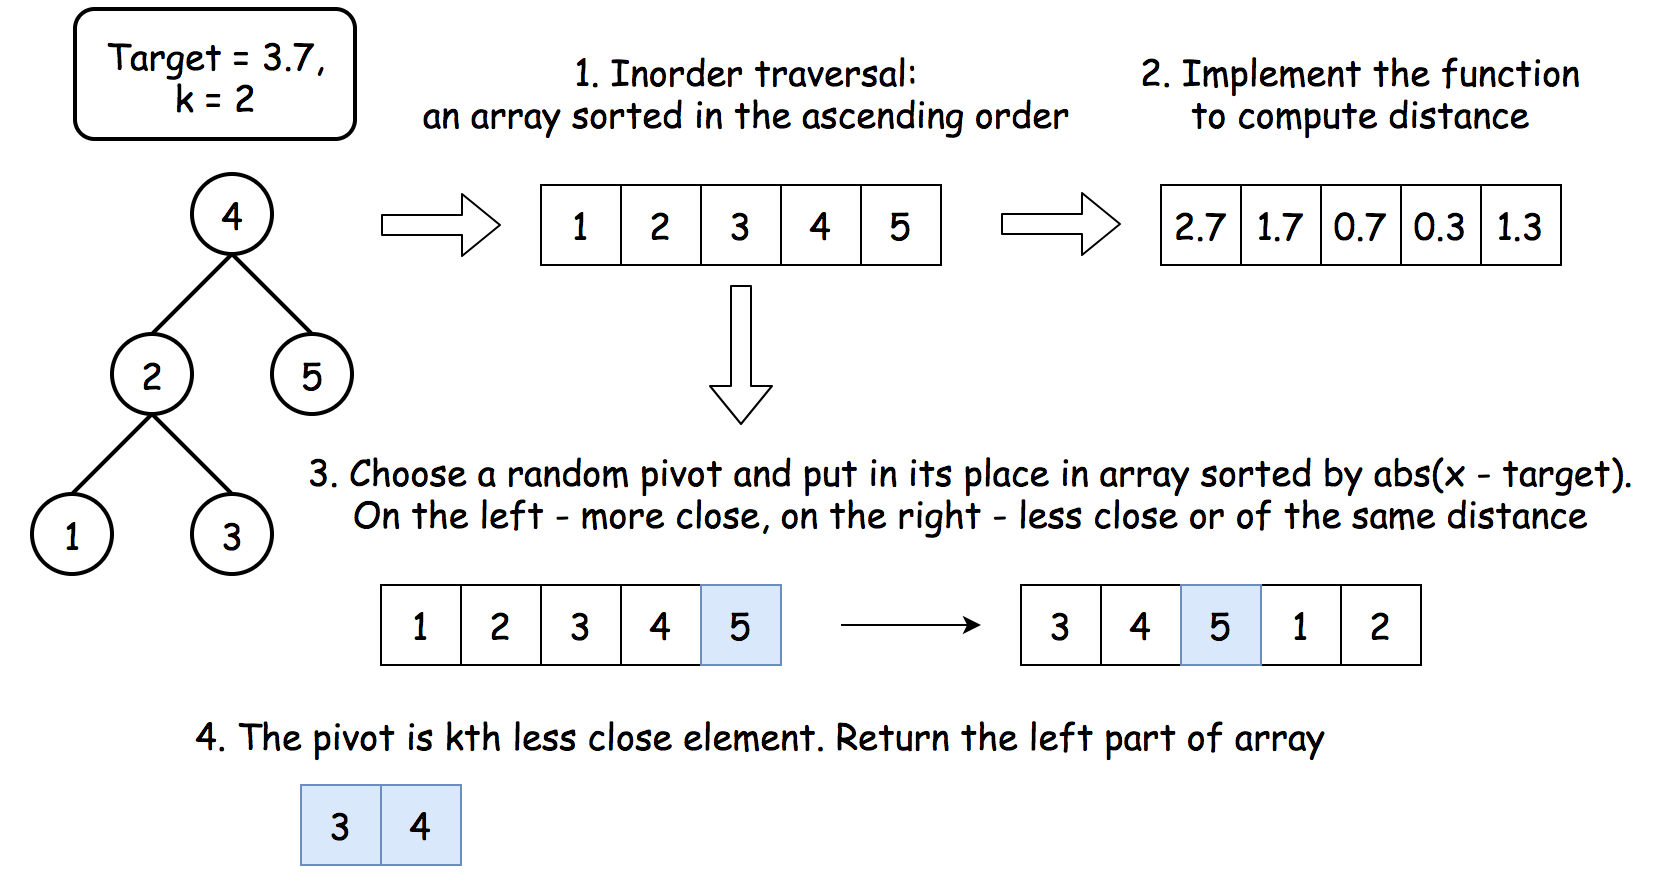 Target = 3.7,
k = 2
1. Inorder traversal:
an array sorted in the ascending order
2. Implement the function
to compute distance
4
2
5
1
3
1 2 3 4 5
2.7 1.7 0.7 0.3 1.3
3. Choose a random pivot and put in its place in array sorted by abs(x - target).
On the left - more close, on the right - less close or of the same distance
1 2 3 4 5
3 4 5 1 2
4. The pivot is kth less close element. Return the left part of array
3 4